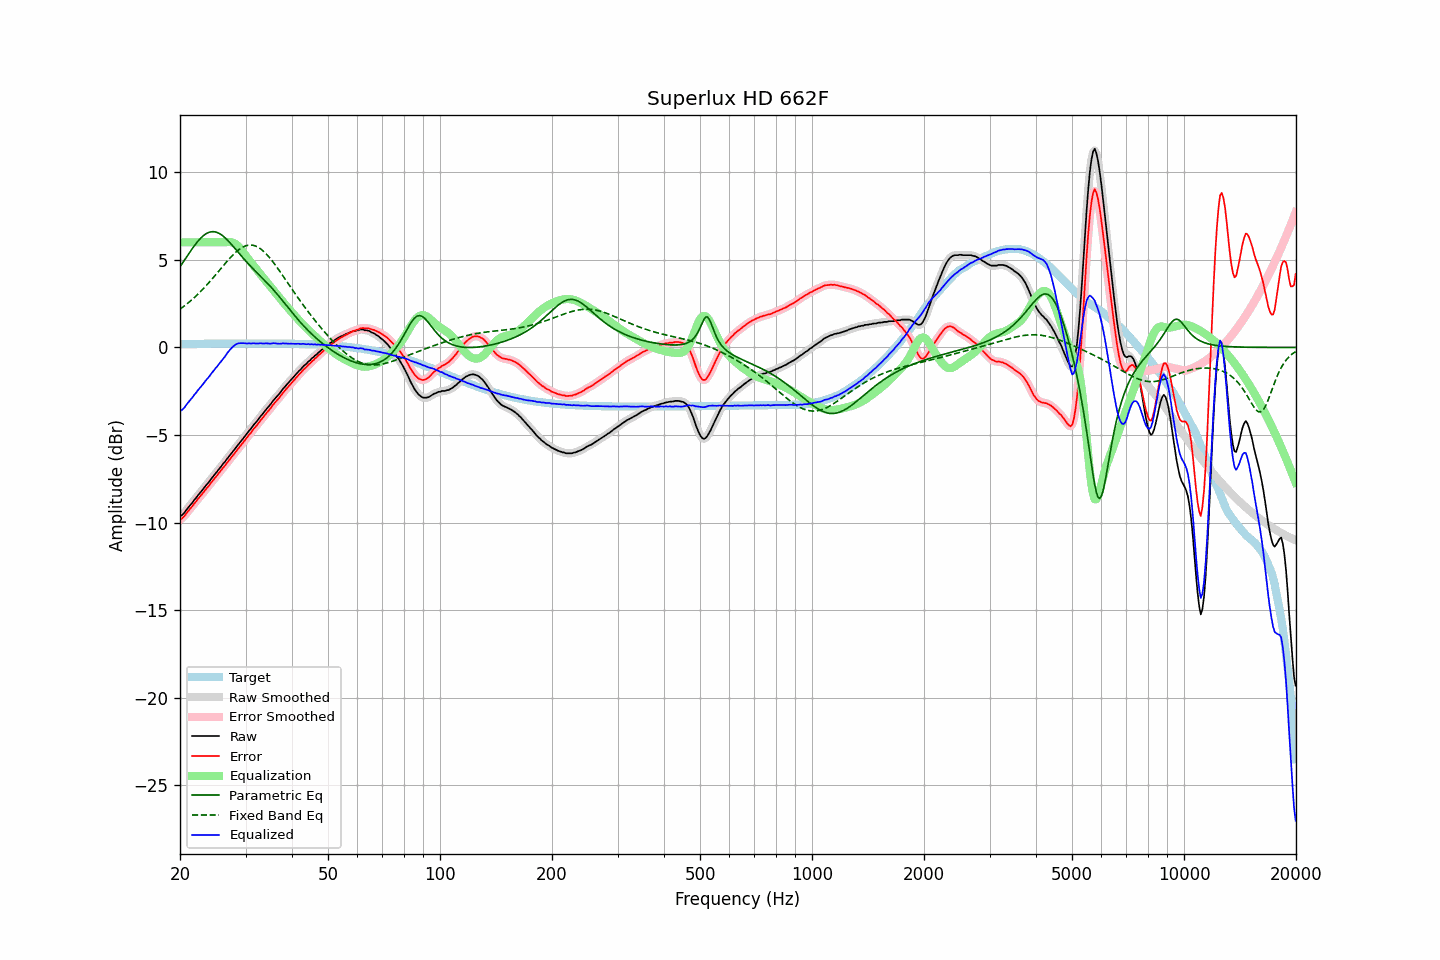 Superlux HD 662F
Amplitude (dBr)
10
5
0
−5
−10
−15
−20
−25
Target
Raw Smoothed
Error Smoothed
Raw
Error
Equalization
Parametric Eq
Fixed Band Eq
Equalized
20 50 100 200 500 1000 2000 5000 10000 20000
Frequency (Hz)